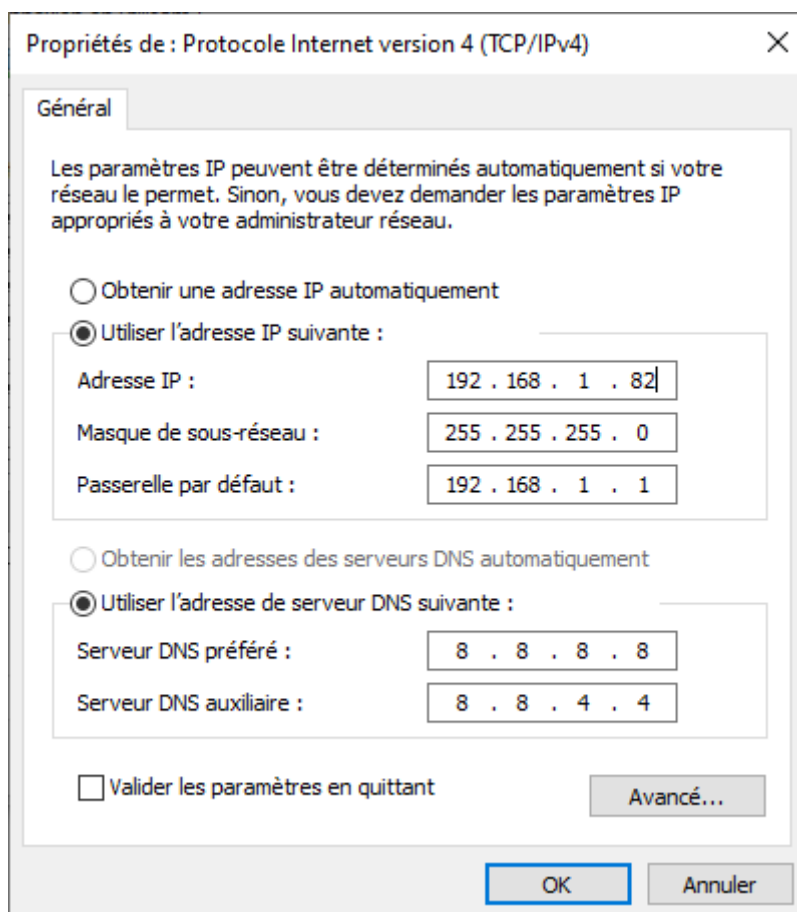 Propriétés de : Protocole Internet version 4 (TCP/IPv4)
Général
Les paramètres IP peuvent être déterminés automatiquement si votre
réseau le permet. Sinon, vous devez demander les paramètres IP
appropriés à votre administrateur réseau.
Obtenir une adresse IP automatiquement
Utiliser l’adresse IP suivante :
Adresse IP : 192 . 168 . 1 . 82
Masque de sous-réseau : 255 . 255 . 255 . 0
Passerelle par défaut : 192 . 168 . 1 . 1
Obtenir les adresses des serveurs DNS automatiquement
Utiliser l’adresse de serveur DNS suivante :
Serveur DNS préféré : 8 . 8 . 8 . 8
Serveur DNS auxiliaire : 8 . 8 . 4 . 4
Valider les paramètres en quittant
Avancé...
OK Annuler